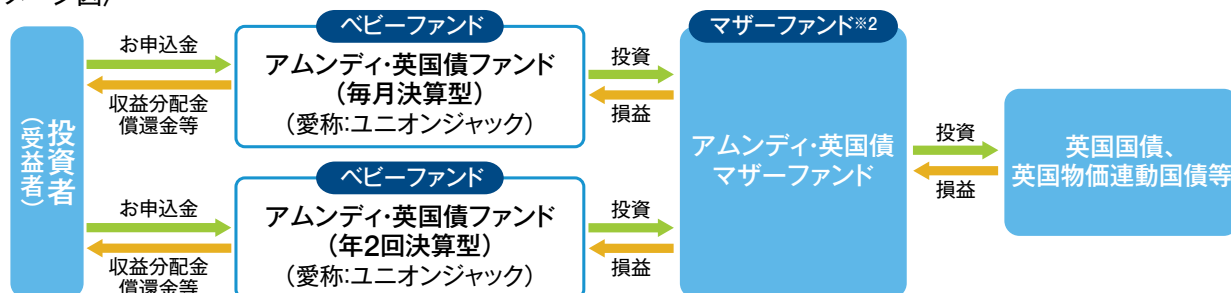 投資者
（受益者）
お申込金
収益分配金
償還金等
ベビーファンド
アムンディ・英国債ファンド
（毎月決算型）
（愛称：ユニオンジャック）
投資
損益
お申込金
収益分配金
償還金等
ベビーファンド
アムンディ・英国債ファンド
（年2回決算型）
（愛称：ユニオンジャック）
投資
損益
マザーファンド※2
アムンディ・英国債
マザーファンド
投資
損益
英国国債、
英国物価連動国債等